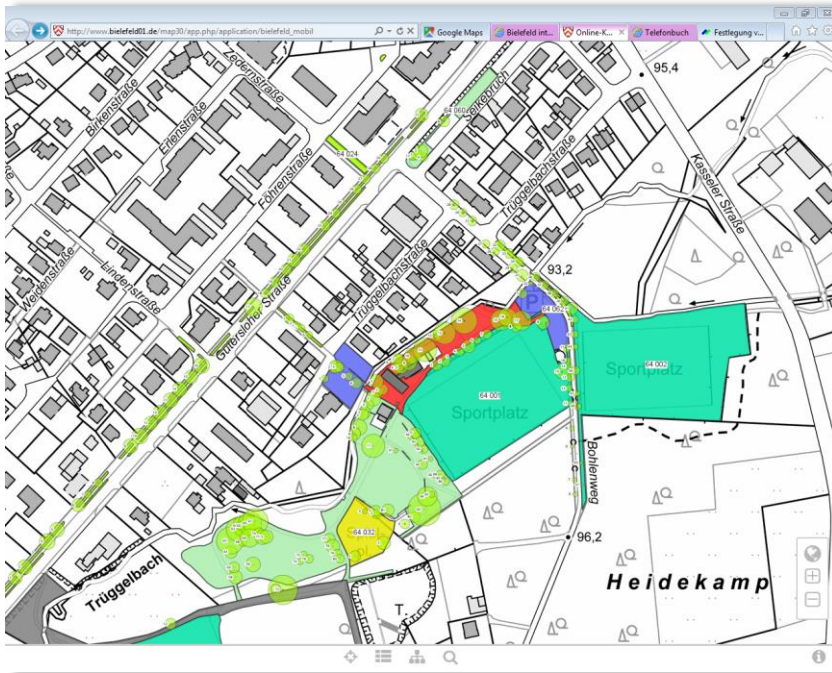 http://www.bielefeld01.de/map30/app.php/application/bielefeld_mobil
Google Maps
Bielefeld int...
Online-K...
Telefonbuch
Festlegung v...
95,4
Zedernstraße
Birkenstraße
Erlenstraße
64 060
64 024
Föhrenstraße
Trüggelbachstraße
Kasseler Straße
Weidenstraße
Lindenstraße
Gütersloher Straße
Trüggelbachstraße
93,2
P
64 062
64 002
Sportplatz
64 001
Sportplatz
Bohlenweg
64 032
96,2
Trüggelbach
T.
Heidekamp